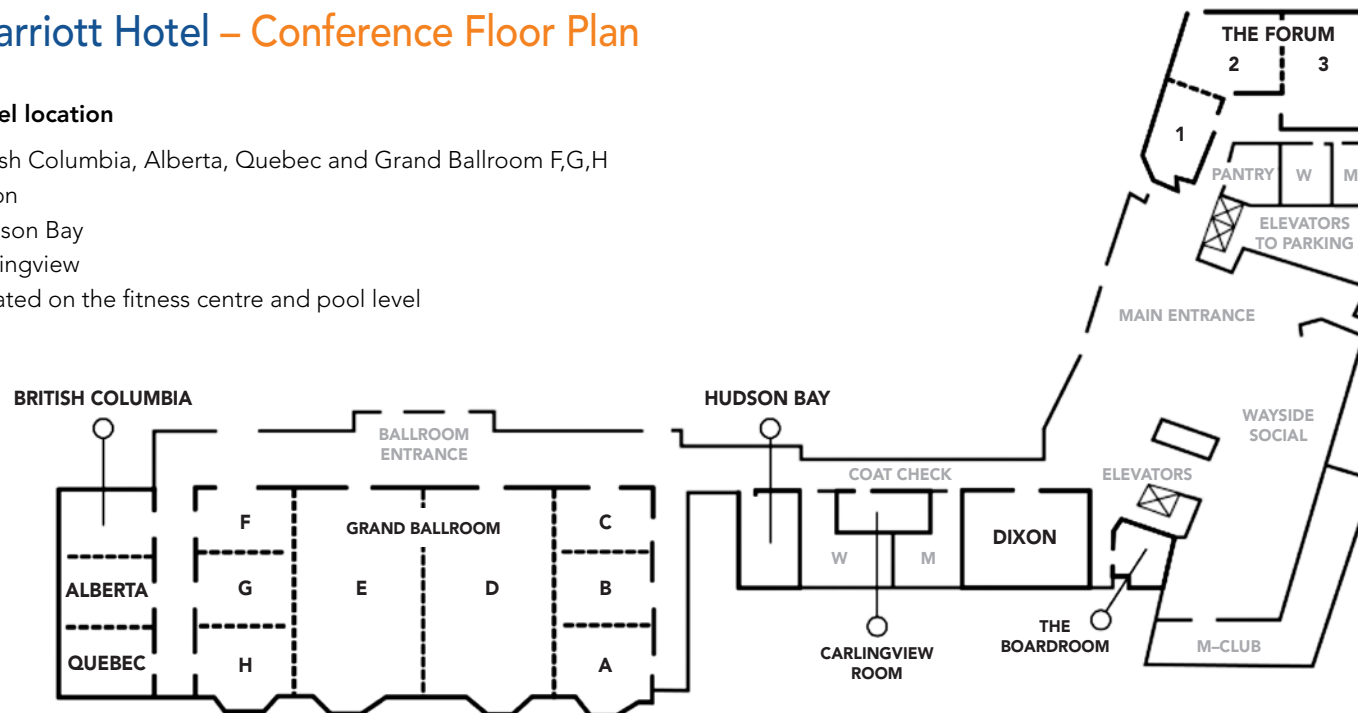 arriott Hotel – Conference Floor Plan
el location
sh Columbia, Alberta, Quebec and Grand Ballroom F,G,H
on
son Bay
ingview
ated on the fitness centre and pool level
THE FORUM
2 3
1
PANTRY W M
ELEVATORS
TO PARKING
MAIN ENTRANCE
BRITISH COLUMBIA
HUDSON BAY
WAYSIDE
SOCIAL
BALLROOM
ENTRANCE
COAT CHECK
ELEVATORS
F
GRAND BALLROOM
C
DIXON
W M
ALBERTA
G E D B
QUEBEC
H
A
THE
BOARDROOM
CARLINGVIEW
ROOM
M–CLUB